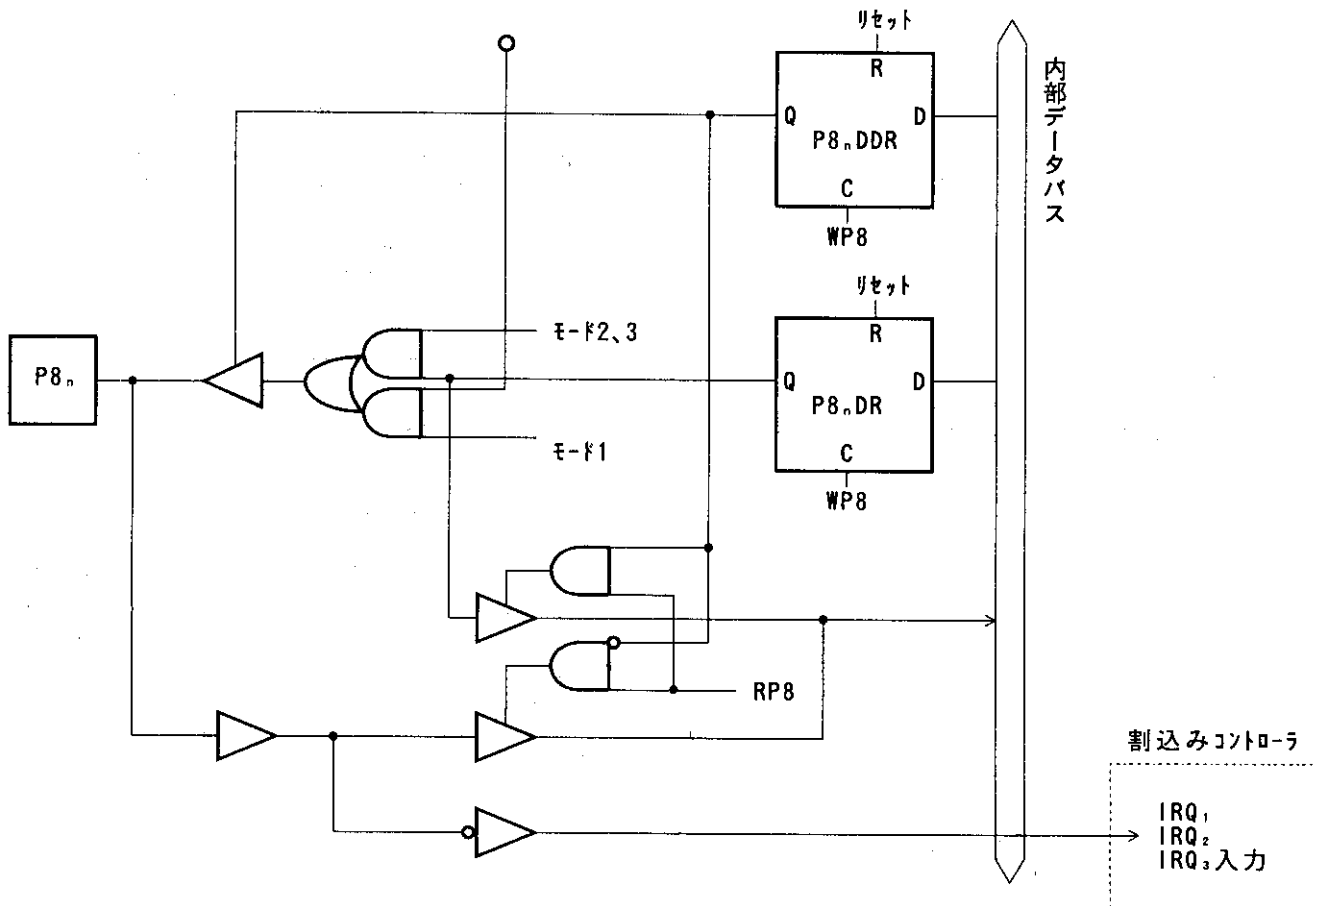 リセット
R
Q
D
P8ₙDDR
C
WP8
内部データバス
リセット
R
Q
D
P8ₙDR
C
WP8
モード2、3
P8ₙ
モード1
RP8
割込みコントローラ
IRQ₁
IRQ₂
IRQ₃入力